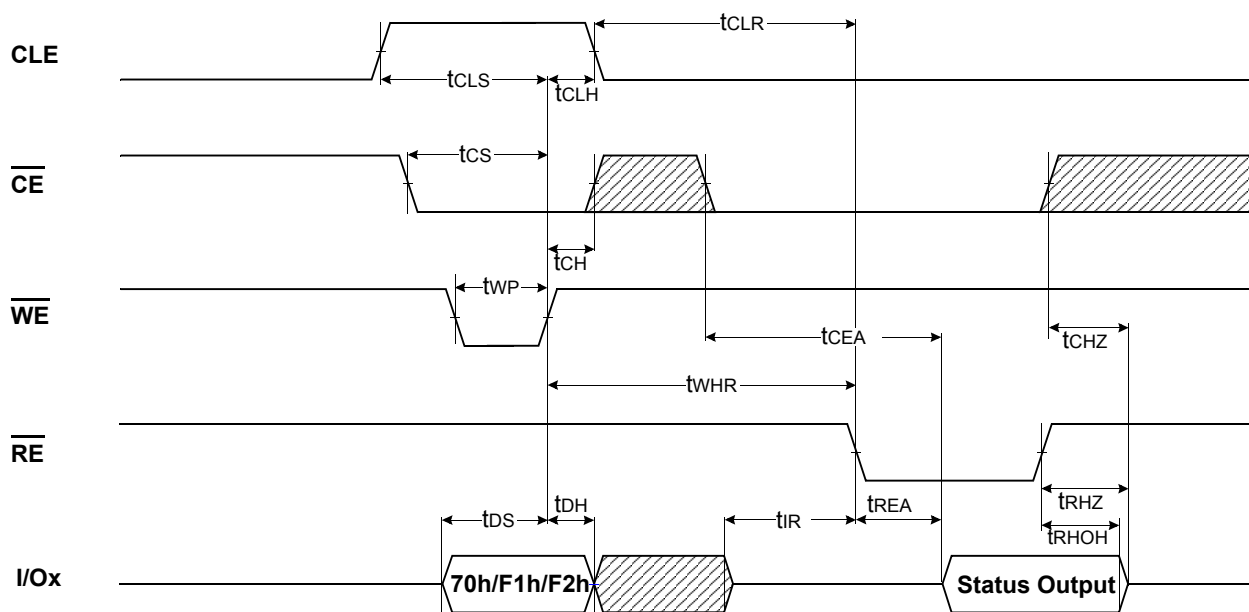 CLE
tCLR
tCLS
tCLH
CE
tCS
tCH
WE
tWP
tCEA
tCHZ
tWHR
RE
tDS
tDH
tIR
tREA
tRHZ
tRHOH
I/Ox
70h/F1h/F2h
Status Output